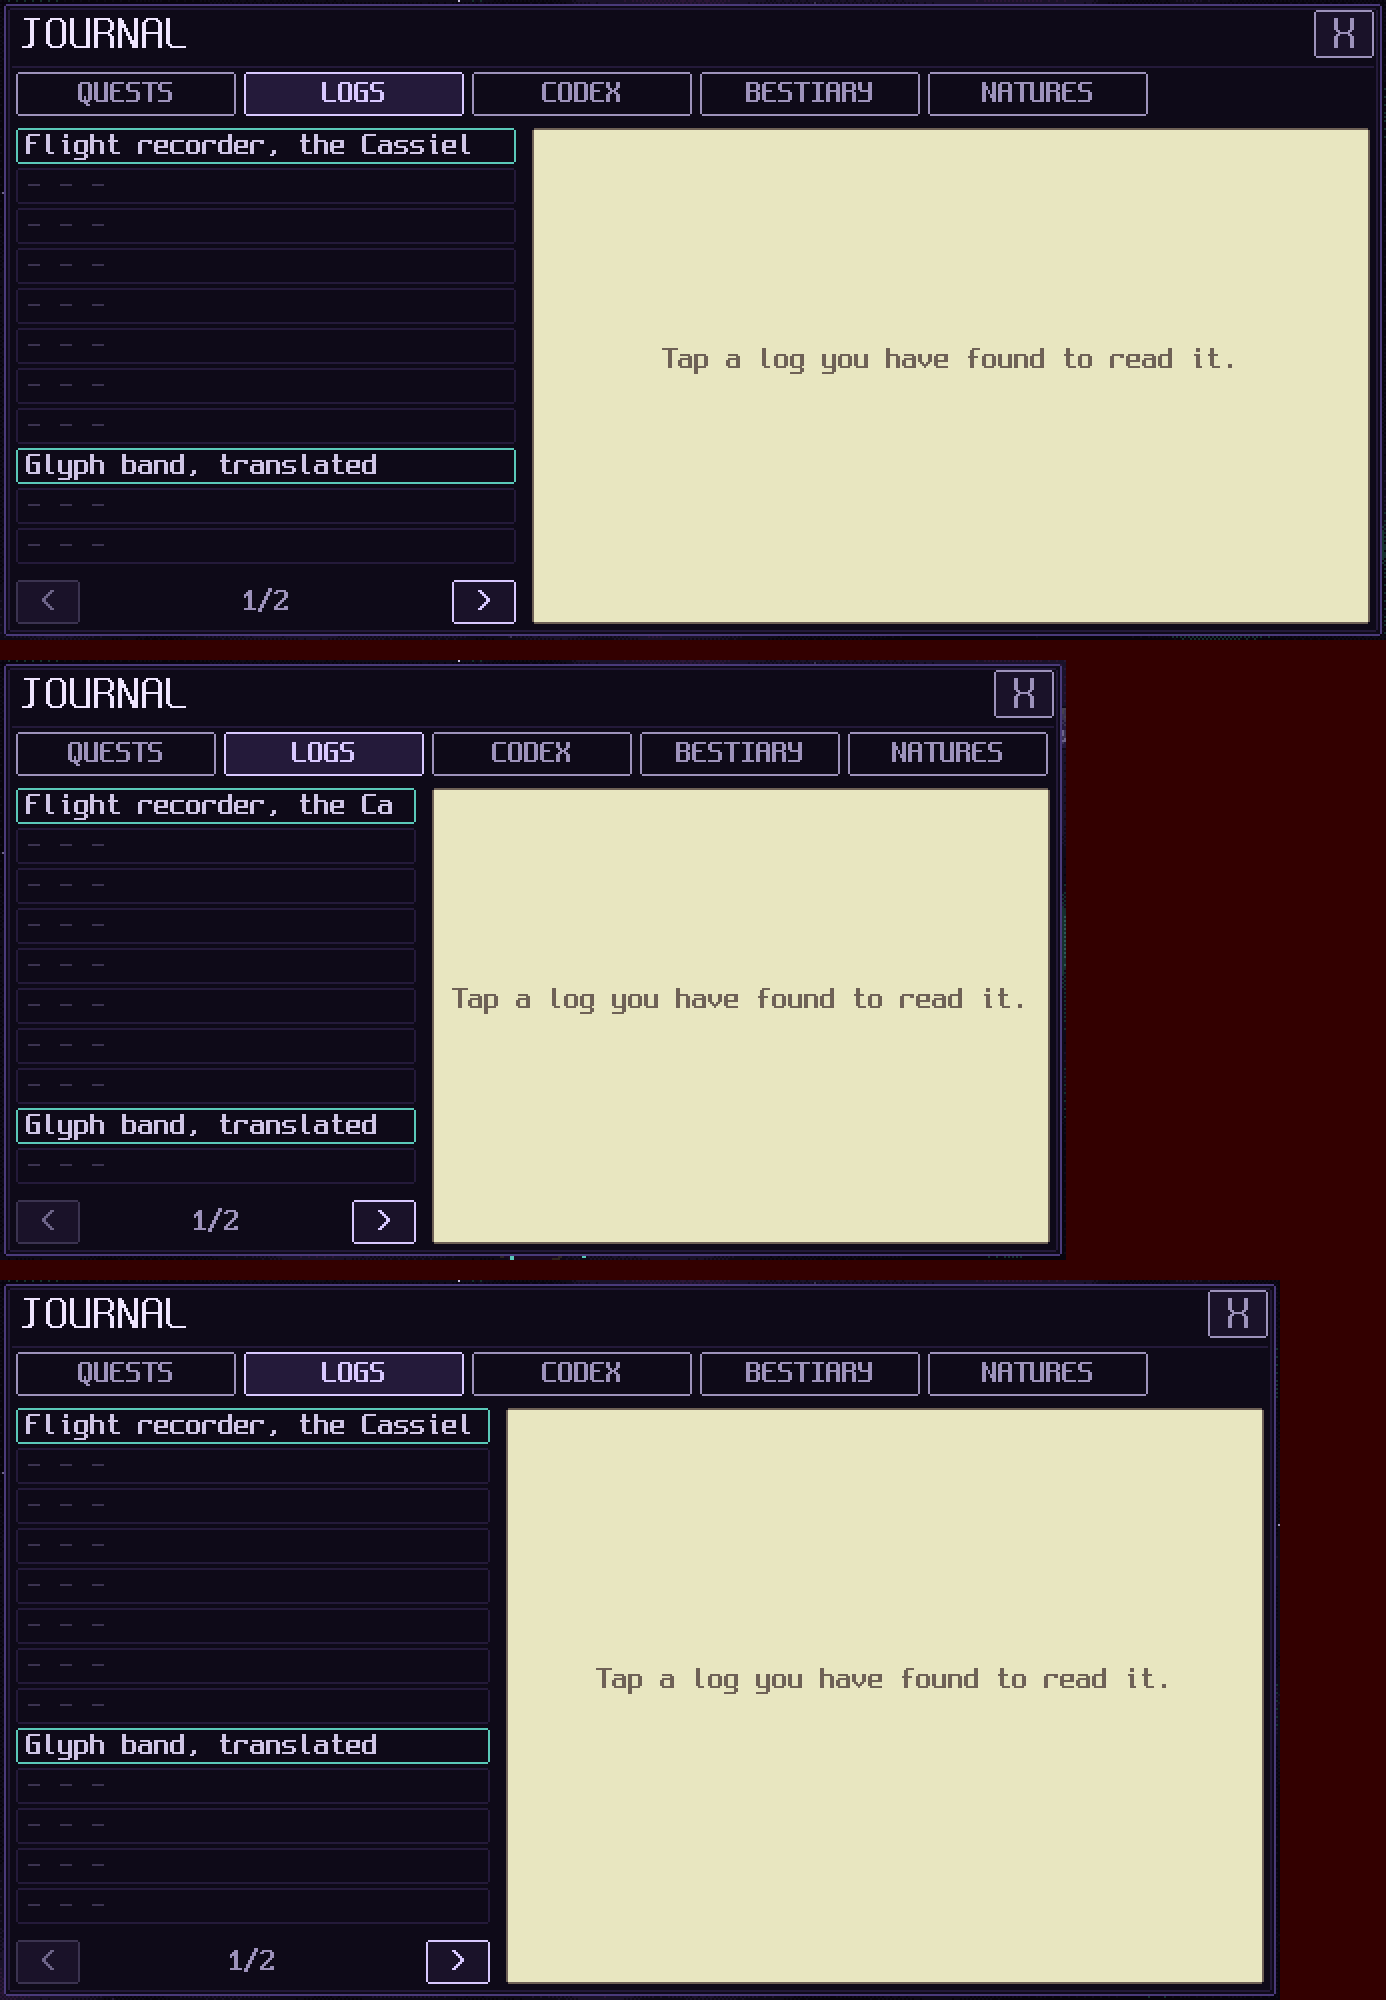 JOURNAL X
QUESTS LOGS CODEX BESTIARY NATURES
Flight recorder, the Cassiel
- - -
- - -
- - -
- - -
- - -
- - -
- - -
Glyph band, translated
- - -
- - -
< 1/2 >
Tap a log you have found to read it.
JOURNAL X
QUESTS LOGS CODEX BESTIARY NATURES
Flight recorder, the Ca
- - -
- - -
- - -
- - -
- - -
- - -
- - -
Glyph band, translated
- - -
< 1/2 >
Tap a log you have found to read it.
JOURNAL X
QUESTS LOGS CODEX BESTIARY NATURES
Flight recorder, the Cassiel
- - -
- - -
- - -
- - -
- - -
- - -
- - -
Glyph band, translated
- - -
- - -
- - -
- - -
< 1/2 >
Tap a log you have found to read it.